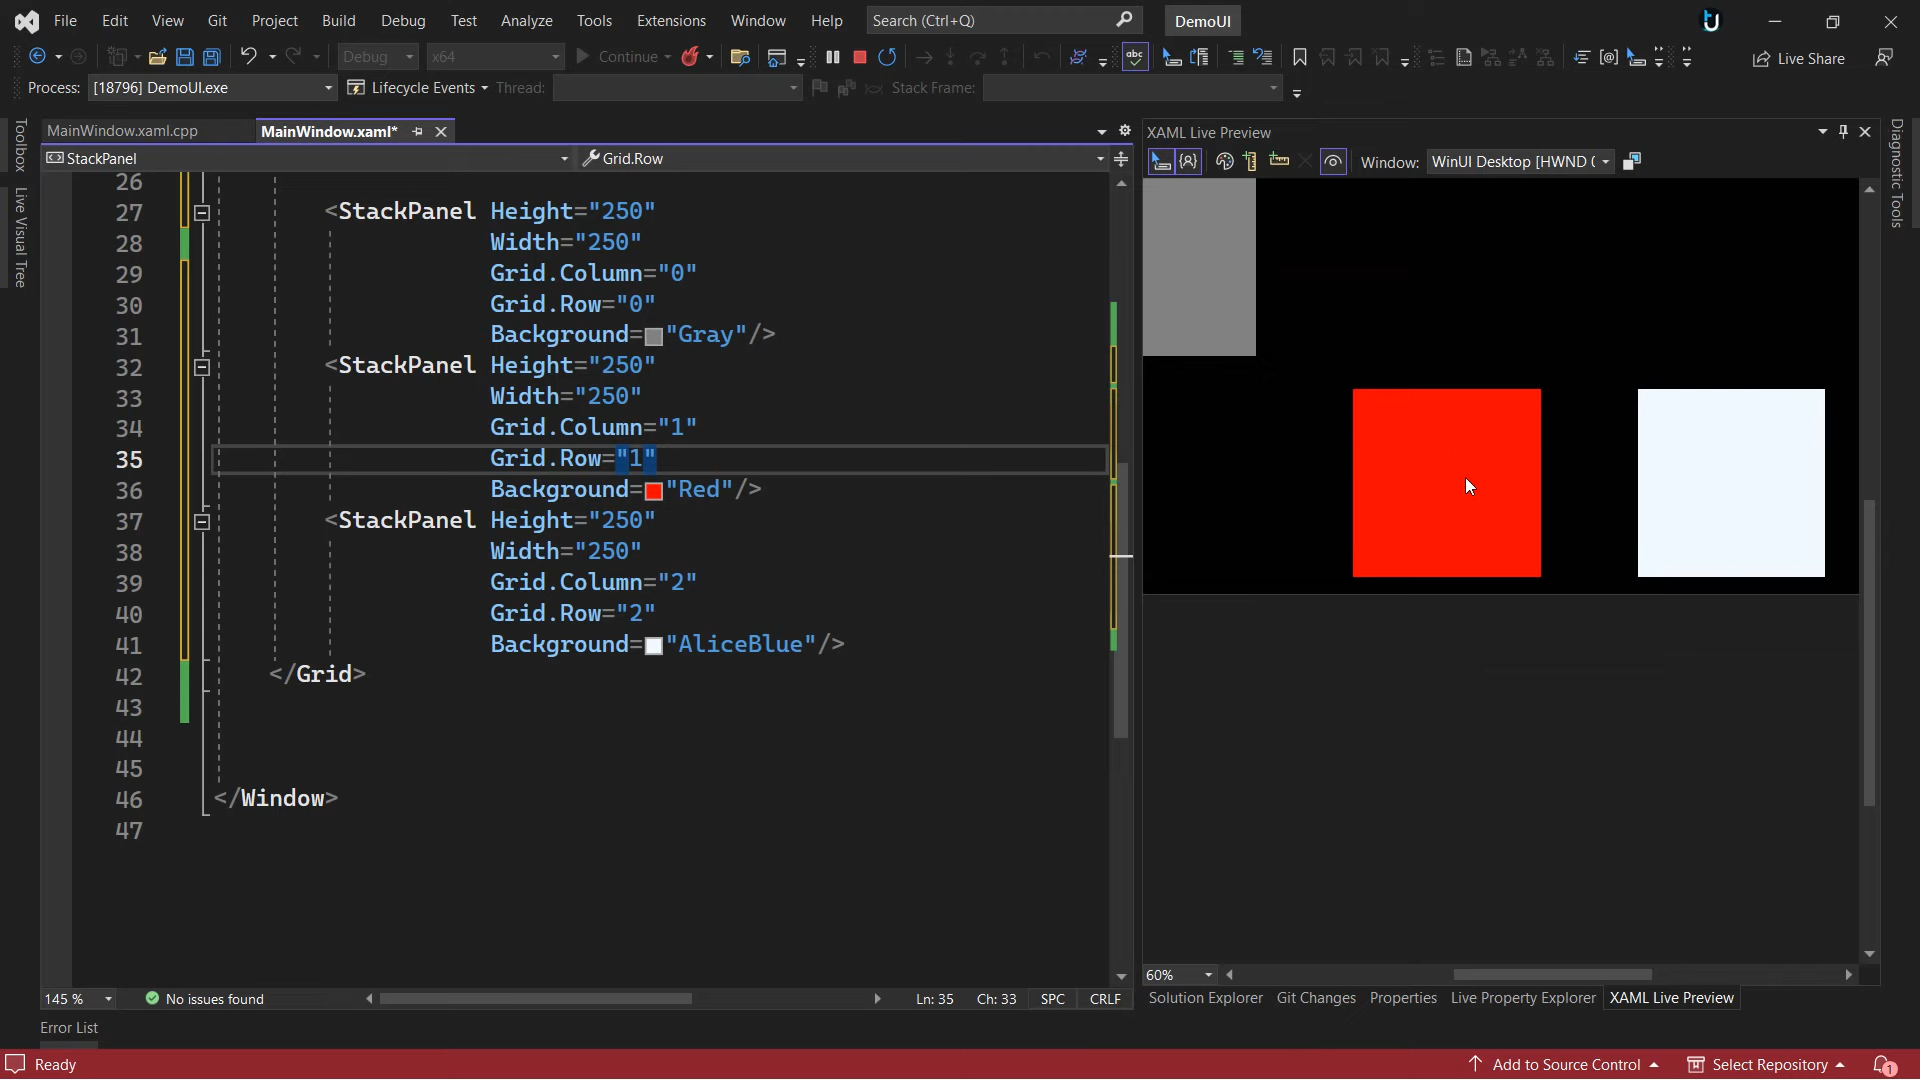 File Edit View Git Project Build Debug Test Analyze Tools Extensions Window Help Search (Ctrl+Q) DemoUI
Debug x64 Continue Live Share
Process: [18796] DemoUI.exe Lifecycle Events Thread: Stack Frame:
Toolbox
Live Visual Tree
MainWindow.xaml.cpp MainWindow.xaml*
StackPanel Grid.Row
26
27 <StackPanel Height="250"
28 Width="250"
29 Grid.Column="0"
30 Grid.Row="0"
31 Background="Gray"/>
32 <StackPanel Height="250"
33 Width="250"
34 Grid.Column="1"
35 Grid.Row="1"
36 Background="Red"/>
37 <StackPanel Height="250"
38 Width="250"
39 Grid.Column="2"
40 Grid.Row="2"
41 Background="AliceBlue"/>
42 </Grid>
43
44
45
46 </Window>
47
145 % No issues found Ln: 35 Ch: 33 SPC CRLF
XAML Live Preview
Window: WinUI Desktop [HWND
60%
Solution Explorer Git Changes Properties Live Property Explorer XAML Live Preview
Diagnostic Tools
Error List
Ready Add to Source Control Select Repository 1